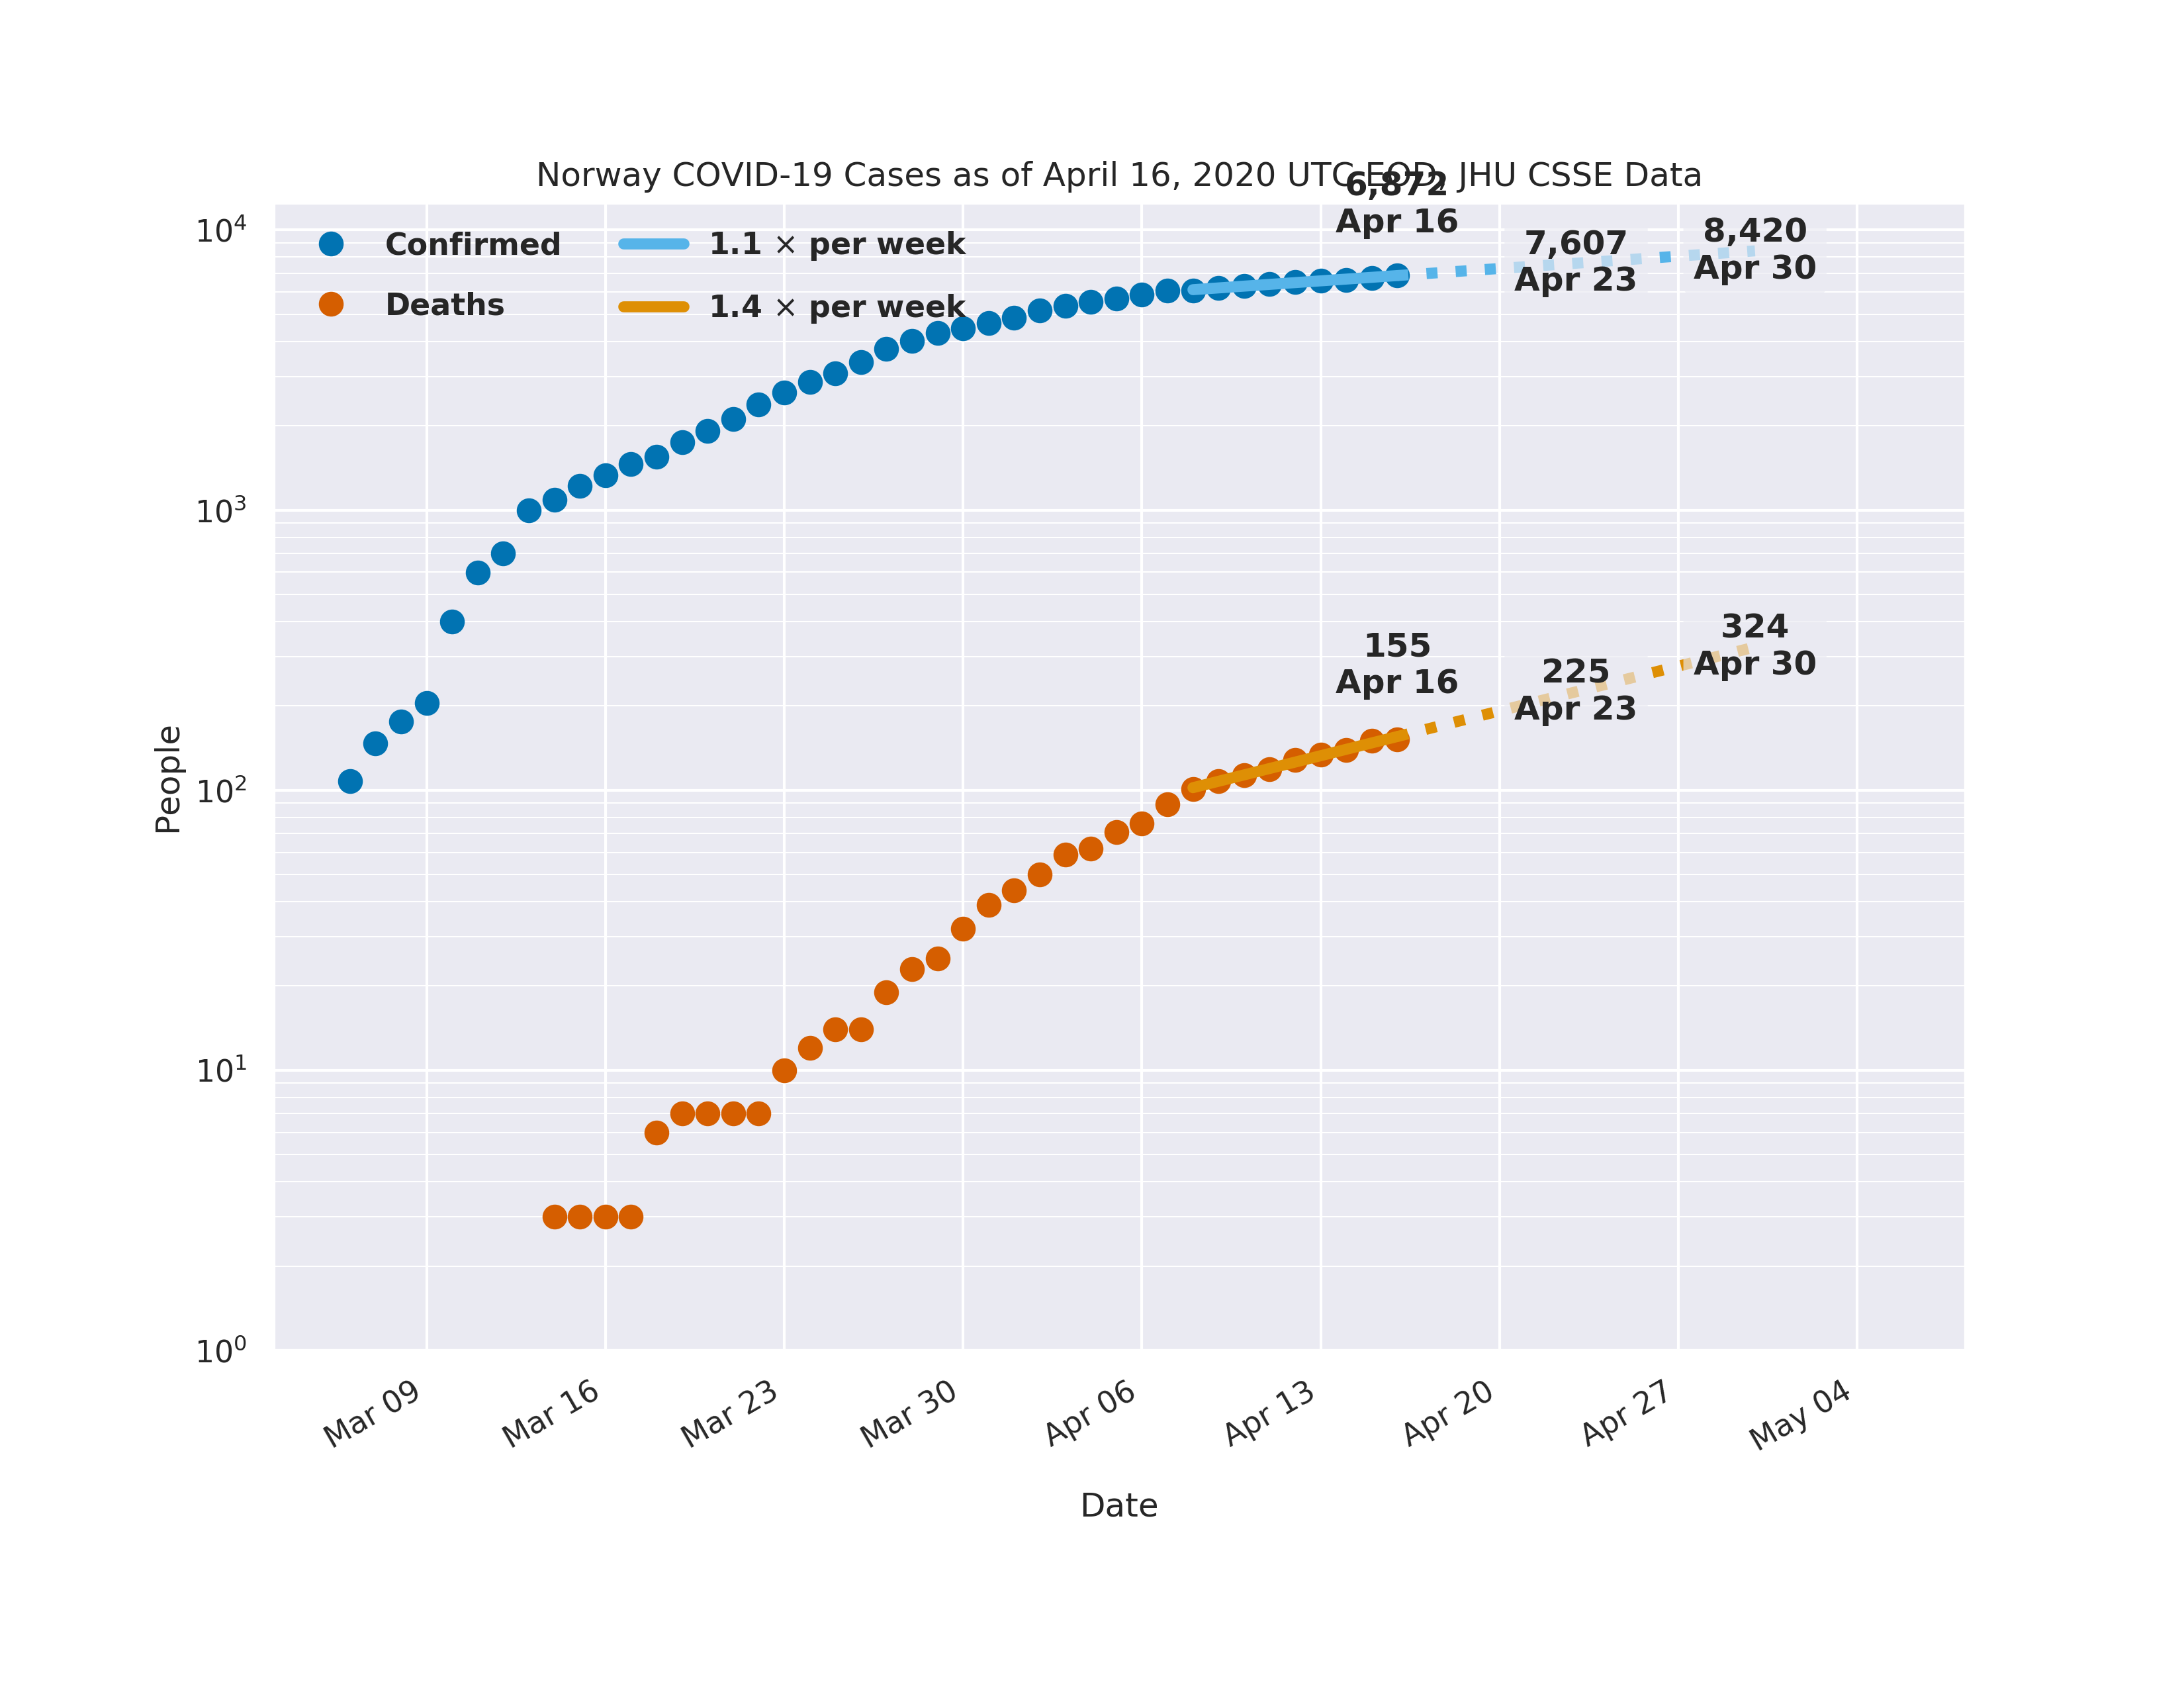 Norway COVID-19 Cases as of April 16, 2020 UTC EOD, JHU CSSE Data
Confirmed
Deaths
1.1 × per week
1.4 × per week
6,872
Apr 16
7,607
Apr 23
8,420
Apr 30
155
Apr 16
225
Apr 23
324
Apr 30
People
10⁴
10³
10²
10¹
10⁰
Mar 09
Mar 16
Mar 23
Mar 30
Apr 06
Apr 13
Apr 20
Apr 27
May 04
Date